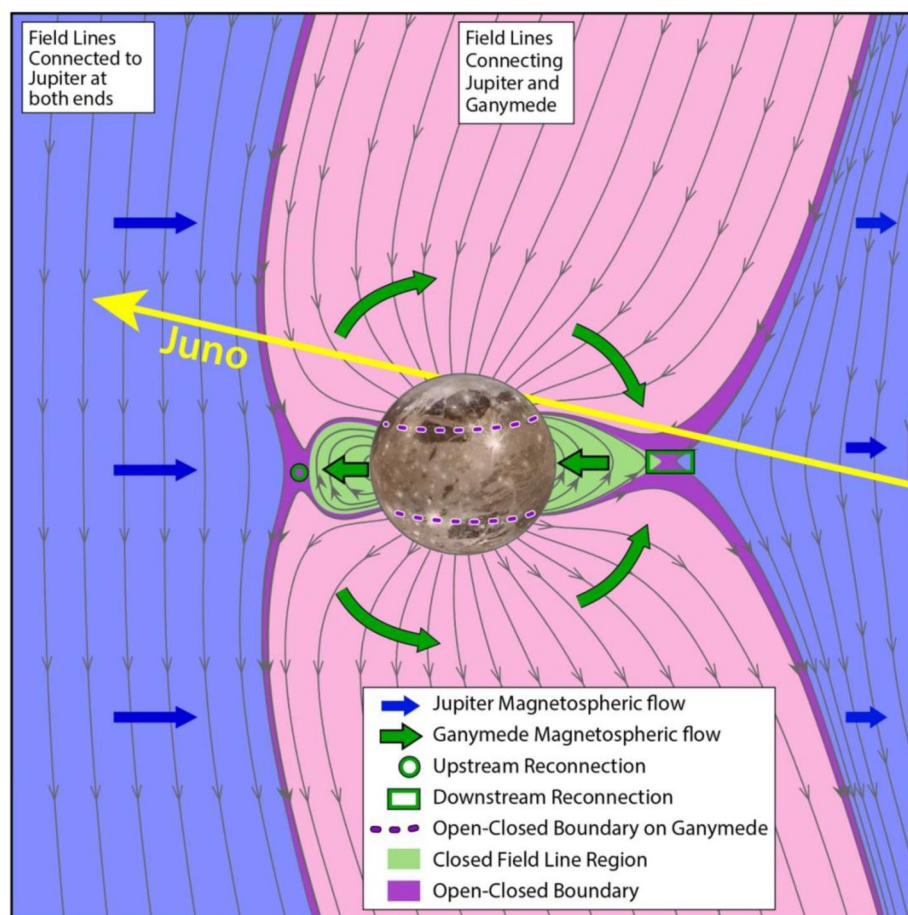 Field Lines
Connected to
Jupiter at
both ends
Field Lines
Connecting
Jupiter and
Ganymede
Juno
Jupiter Magnetospheric flow
Ganymede Magnetospheric flow
Upstream Reconnection
Downstream Reconnection
Open-Closed Boundary on Ganymede
Closed Field Line Region
Open-Closed Boundary